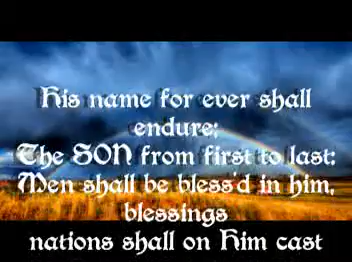 His name for ever shall
endure;
The SON from first to last:
Men shall be bless'd in him,
blessings
nations shall on Him cast